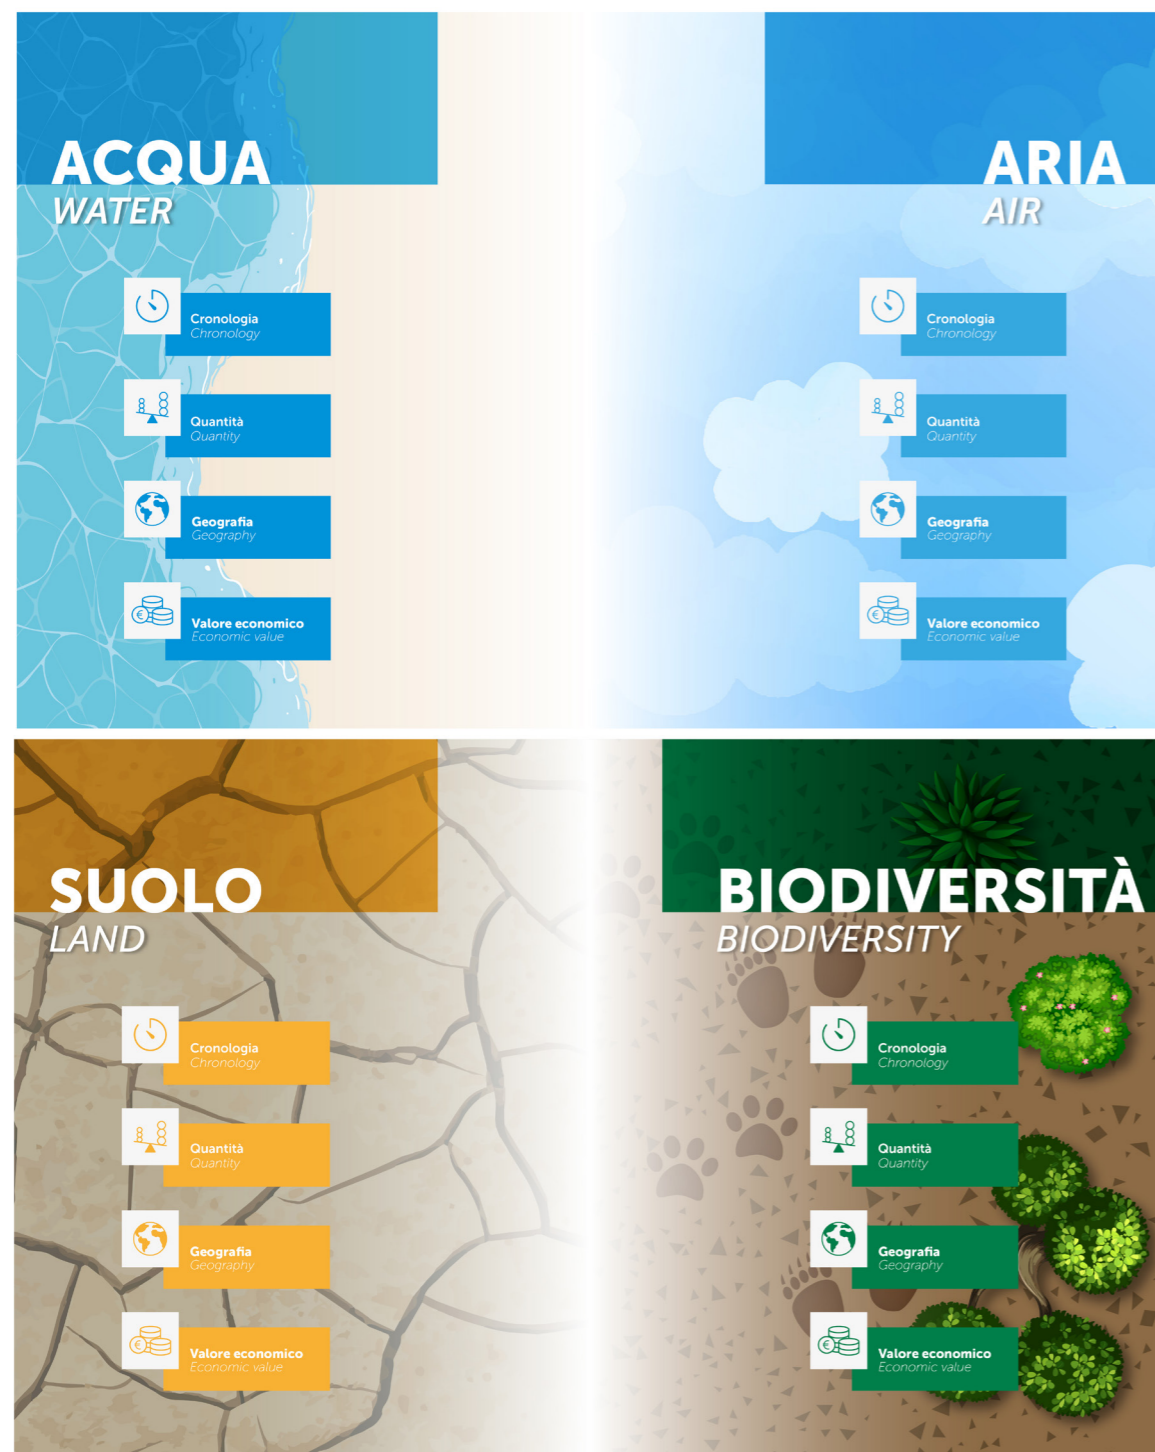 ACQUA
WATER
Cronologia
Chronology
Quantità
Quantity
Geografia
Geography
€
Valore economico
Economic value
ARIA
AIR
Cronologia
Chronology
Quantità
Quantity
Geografia
Geography
€
Valore economico
Economic value
SUOLO
LAND
Cronologia
Chronology
Quantità
Quantity
Geografia
Geography
€
Valore economico
Economic value
BIODIVERSITÀ
BIODIVERSITY
Cronologia
Chronology
Quantità
Quantity
Geografia
Geography
€
Valore economico
Economic value